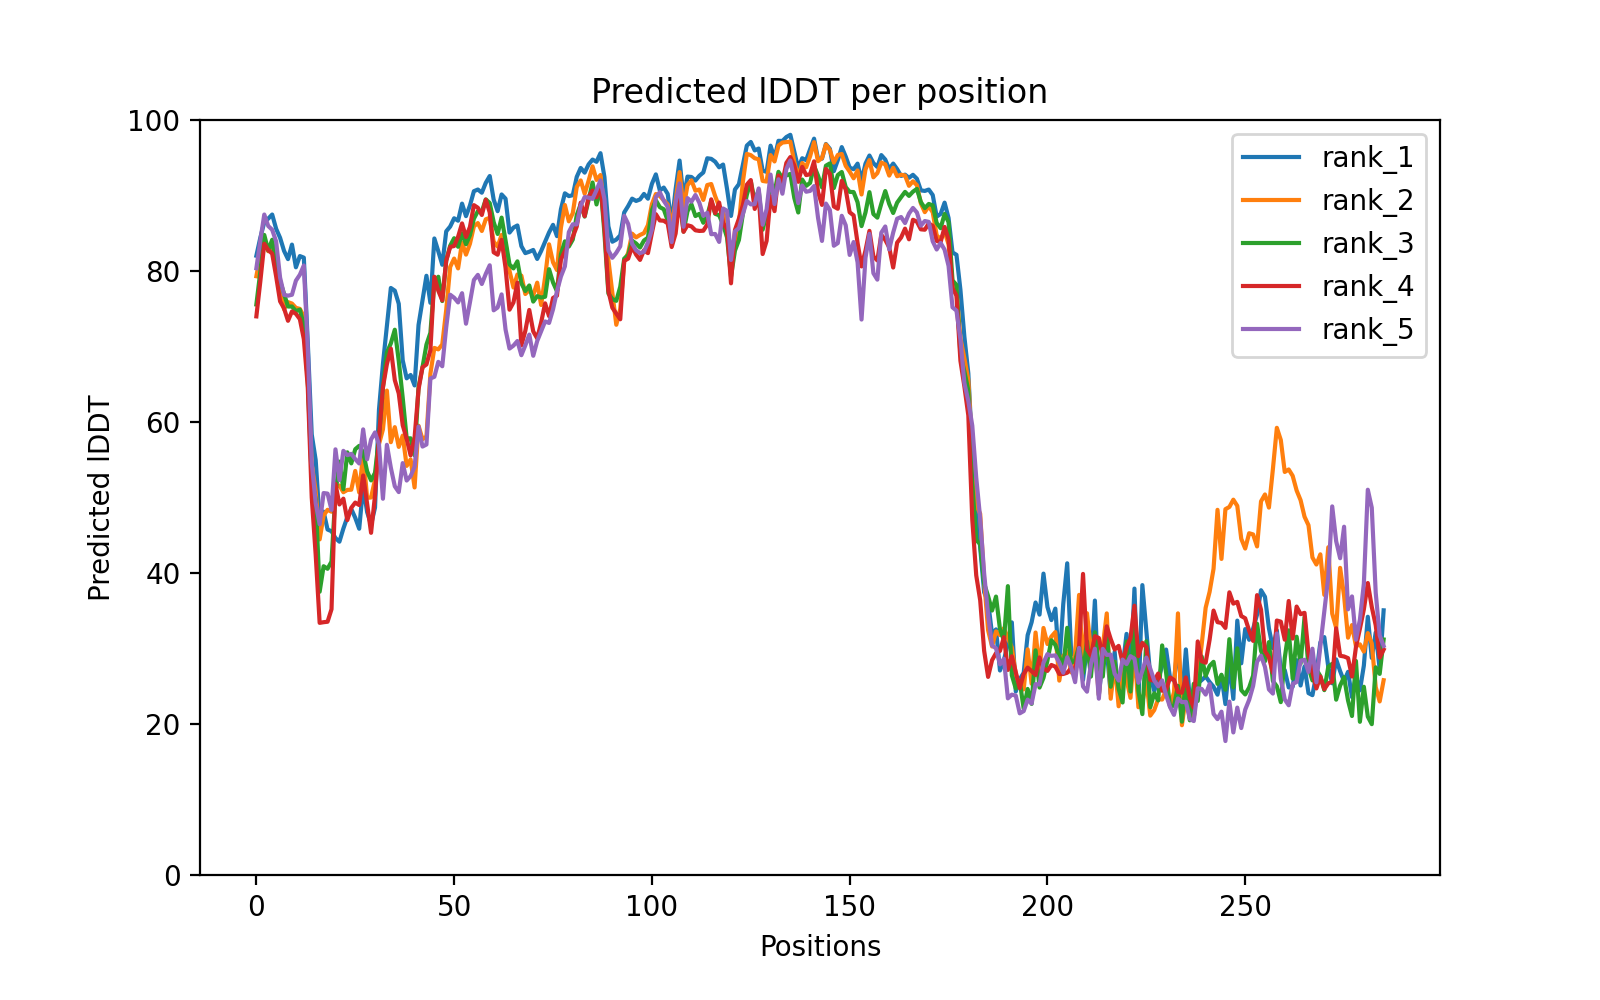 Predicted lDDT per position
100
80
60
40
20
0
Predicted lDDT
0 50 100 150 200 250
Positions
rank_1
rank_2
rank_3
rank_4
rank_5